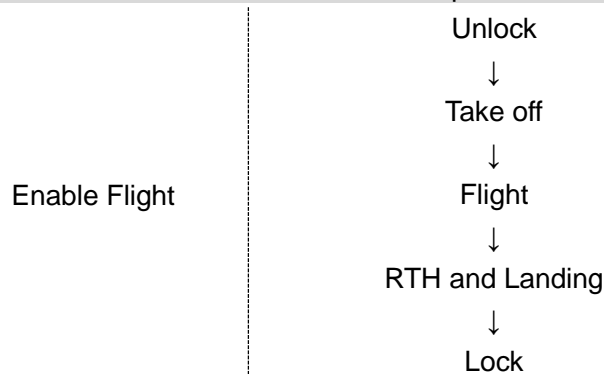 Unlock
↓
Take off
↓
Enable Flight
Flight
↓
RTH and Landing
↓
Lock